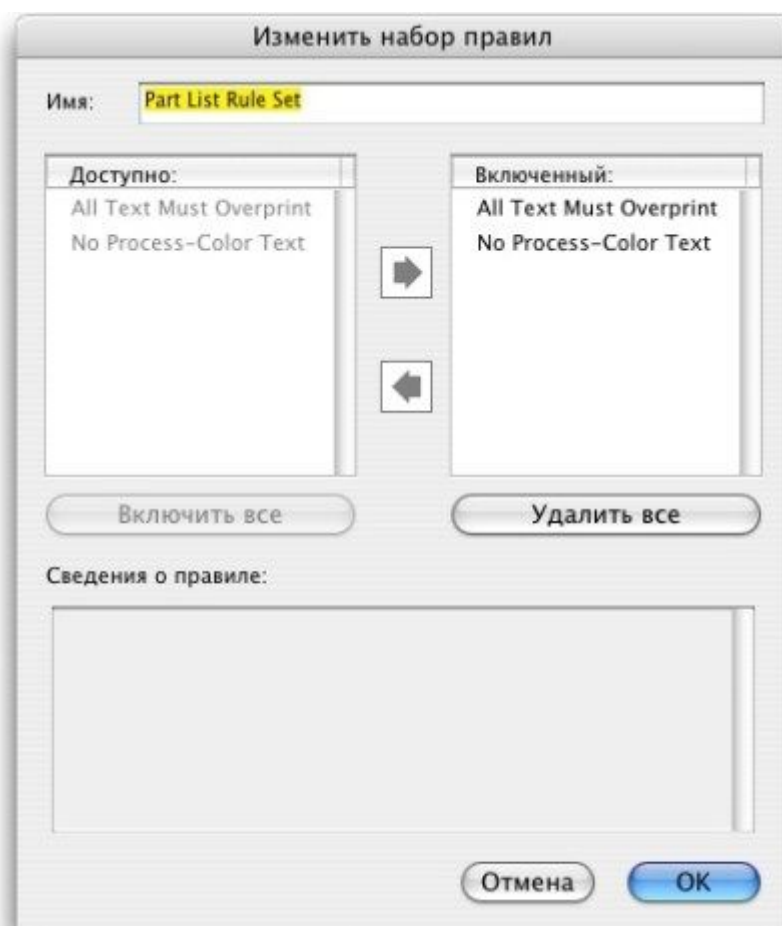 Изменить набор правил
Имя: Part List Rule Set
Доступно:
All Text Must Overprint
No Process-Color Text
Включенный:
All Text Must Overprint
No Process-Color Text
Включить все
Удалить все
Сведения о правиле:
Отмена
OK